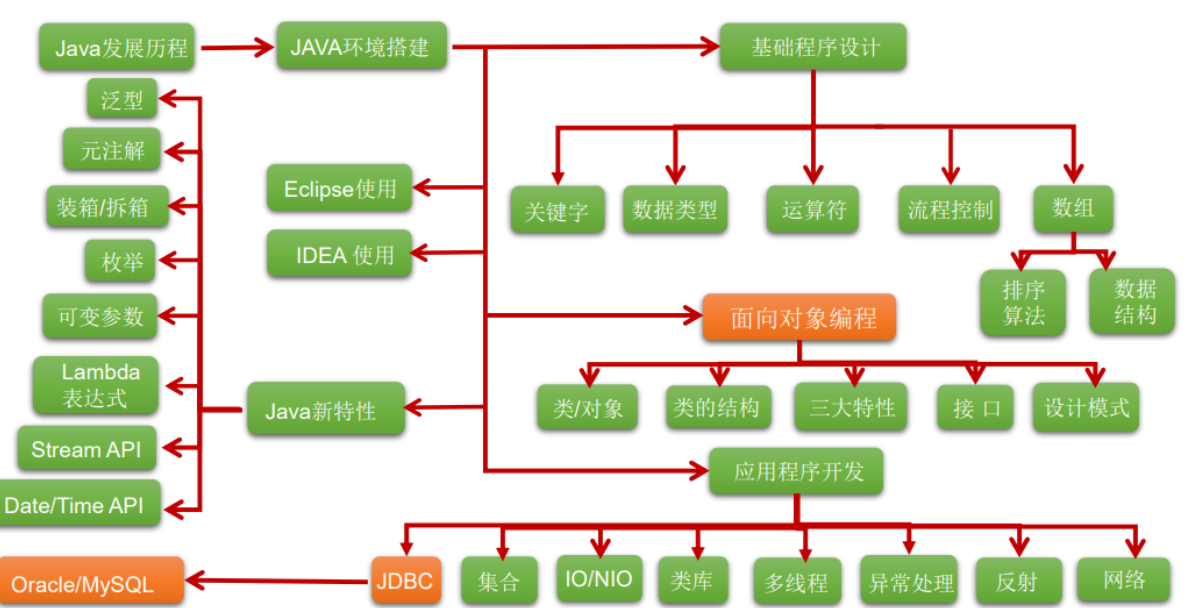 Java发展历程
JAVA环境搭建
基础程序设计
泛型
元注解
装箱/拆箱
枚举
可变参数
Lambda
表达式
Stream API
Date/Time API
Eclipse使用
IDEA 使用
Java新特性
关键字
数据类型
运算符
流程控制
数组
排序
算法
数据
结构
面向对象编程
类/对象
类的结构
三大特性
接 口
设计模式
应用程序开发
Oracle/MySQL
JDBC
集合
IO/NIO
类库
多线程
异常处理
反射
网络